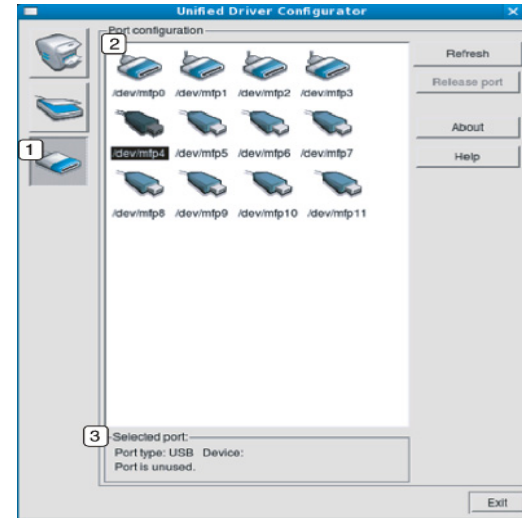 Unified Driver Configurator
Port configuration
2
Refresh
/dev/mfp0 /dev/mfp1 /dev/mfp2 /dev/mfp3
Release port
About
1
/dev/mfp4 /dev/mfp5 /dev/mfp6 /dev/mfp7
Help
/dev/mfp8 /dev/mfp9 /dev/mfp10 /dev/mfp11
3
Selected port:
Port type: USB Device:
Port is unused.
Exit